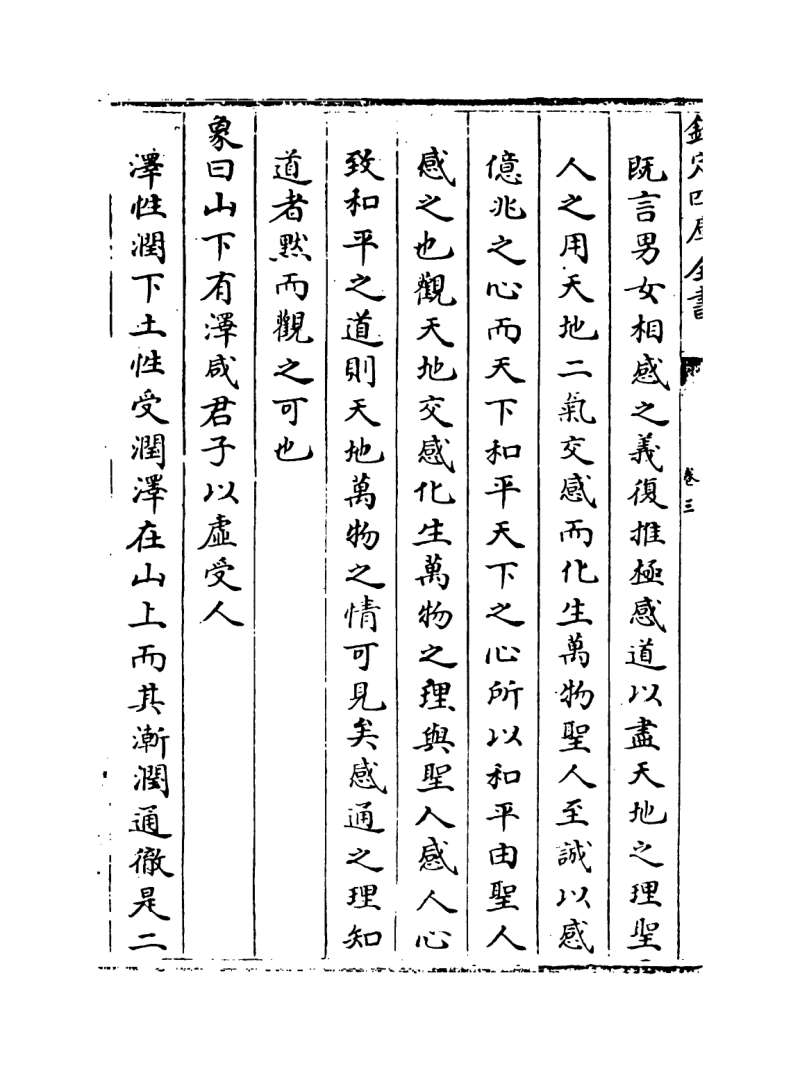 欽定四庫全書
卷三
既言男女相感之義復推極感道以盡天地之理聖
人之用天地二氣交感而化生萬物聖人至誠以感
億兆之心而天下和平天下之心所以和平由聖人
感之也觀天地交感化生萬物之理與聖人感人心
致和平之道則天地萬物之情可見矣感通之理知
道者黙而觀之可也
象曰山下有澤咸君子以虛受人
澤性潤下土性受潤澤在山上而其漸潤通徹是二